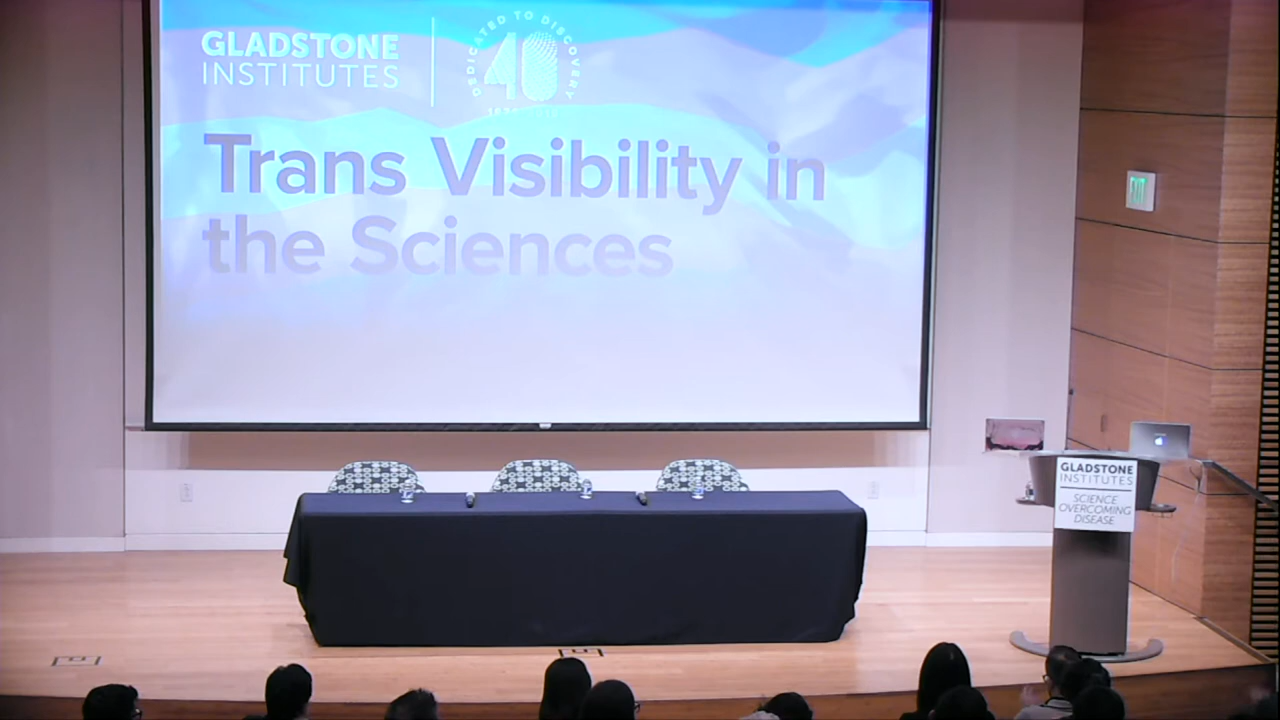 GLADSTONE
INSTITUTES
DEDICATED TO DISCOVERY
40
Trans Visibility in
the Sciences
EXIT
GLADSTONE
INSTITUTES
SCIENCE
OVERCOMING
DISEASE